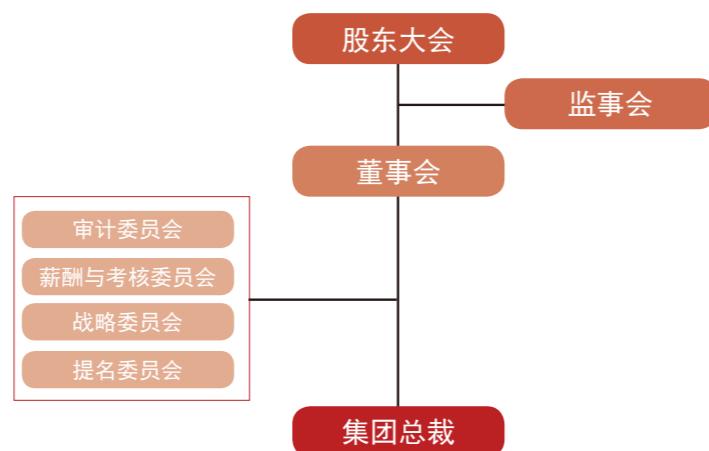 股东大会
监事会
董事会
审计委员会
薪酬与考核委员会
战略委员会
提名委员会
集团总裁